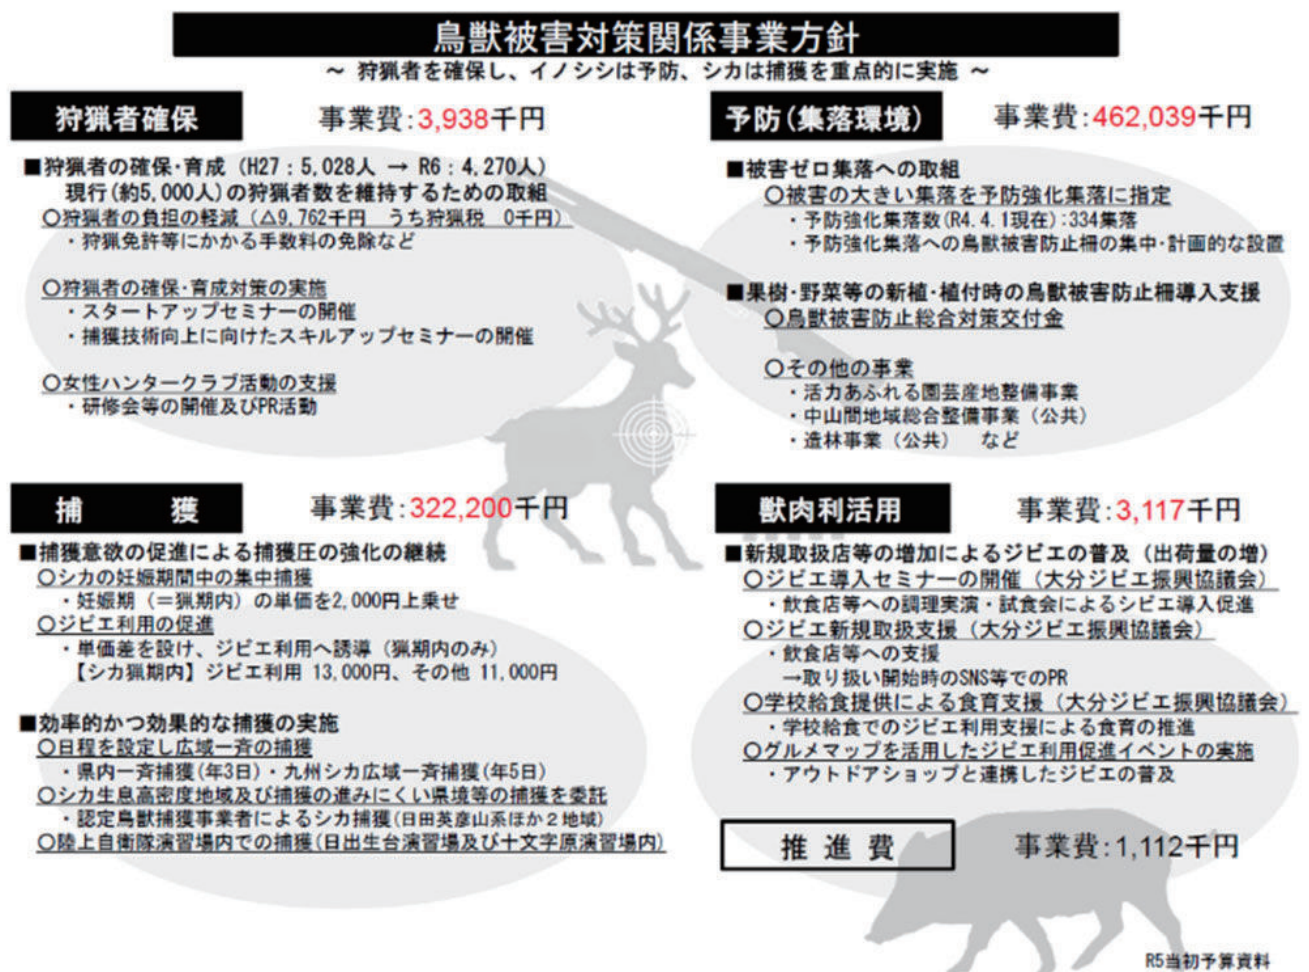 鳥獣被害対策関係事業方針
～ 狩猟者を確保し、イノシシは予防、シカは捕獲を重点的に実施 ～
狩猟者確保
事業費:3,938千円
■狩猟者の確保・育成 (H27：5,028人 → R6：4,270人)
現行(約5,000人)の狩猟者数を維持するための取組
〇狩猟者の負担の軽減（△9,762千円　うち狩猟税　0千円）
・狩猟免許等にかかる手数料の免除など
〇狩猟者の確保・育成対策の実施
・スタートアップセミナーの開催
・捕獲技術向上に向けたスキルアップセミナーの開催
〇女性ハンタークラブ活動の支援
・研修会等の開催及びPR活動
予防(集落環境)
事業費:462,039千円
■被害ゼロ集落への取組
〇被害の大きい集落を予防強化集落に指定
・予防強化集落数(R4.4.1現在):334集落
・予防強化集落への鳥獣被害防止柵の集中・計画的な設置
■果樹・野菜等の新植・植付時の鳥獣被害防止柵導入支援
〇鳥獣被害防止総合対策交付金
〇その他の事業
・活力あふれる園芸産地整備事業
・中山間地域総合整備事業（公共）
・造林事業（公共）　など
捕　獲
事業費:322,200千円
■捕獲意欲の促進による捕獲圧の強化の継続
〇シカの妊娠期間中の集中捕獲
・妊娠期（＝猟期内）の単価を2,000円上乗せ
〇ジビエ利用の促進
・単価差を設け、ジビエ利用へ誘導（猟期内のみ）
【シカ猟期内】ジビエ利用 13,000円、その他 11,000円
■効率的かつ効果的な捕獲の実施
〇日程を設定し広域一斉の捕獲
・県内一斉捕獲(年3日)・九州シカ広域一斉捕獲(年5日)
〇シカ生息高密度地域及び捕獲の進みにくい県境等の捕獲を委託
・認定鳥獣捕獲事業者によるシカ捕獲(日田英彦山系ほか２地域)
〇陸上自衛隊演習場内での捕獲(日出生台演習場及び十文字原演習場内)
獣肉利活用
事業費:3,117千円
■新規取扱店等の増加によるジビエの普及（出荷量の増）
〇ジビエ導入セミナーの開催（大分ジビエ振興協議会）
・飲食店等への調理実演・試食会によるシビエ導入促進
〇ジビエ新規取扱支援（大分ジビエ振興協議会）
・飲食店等への支援
→取り扱い開始時のSNS等でのPR
〇学校給食提供による食育支援（大分ジビエ振興協議会）
・学校給食でのジビエ利用支援による食育の推進
〇グルメマップを活用したジビエ利用促進イベントの実施
・アウトドアショップと連携したジビエの普及
推 進 費
事業費:1,112千円
R5当初予算資料